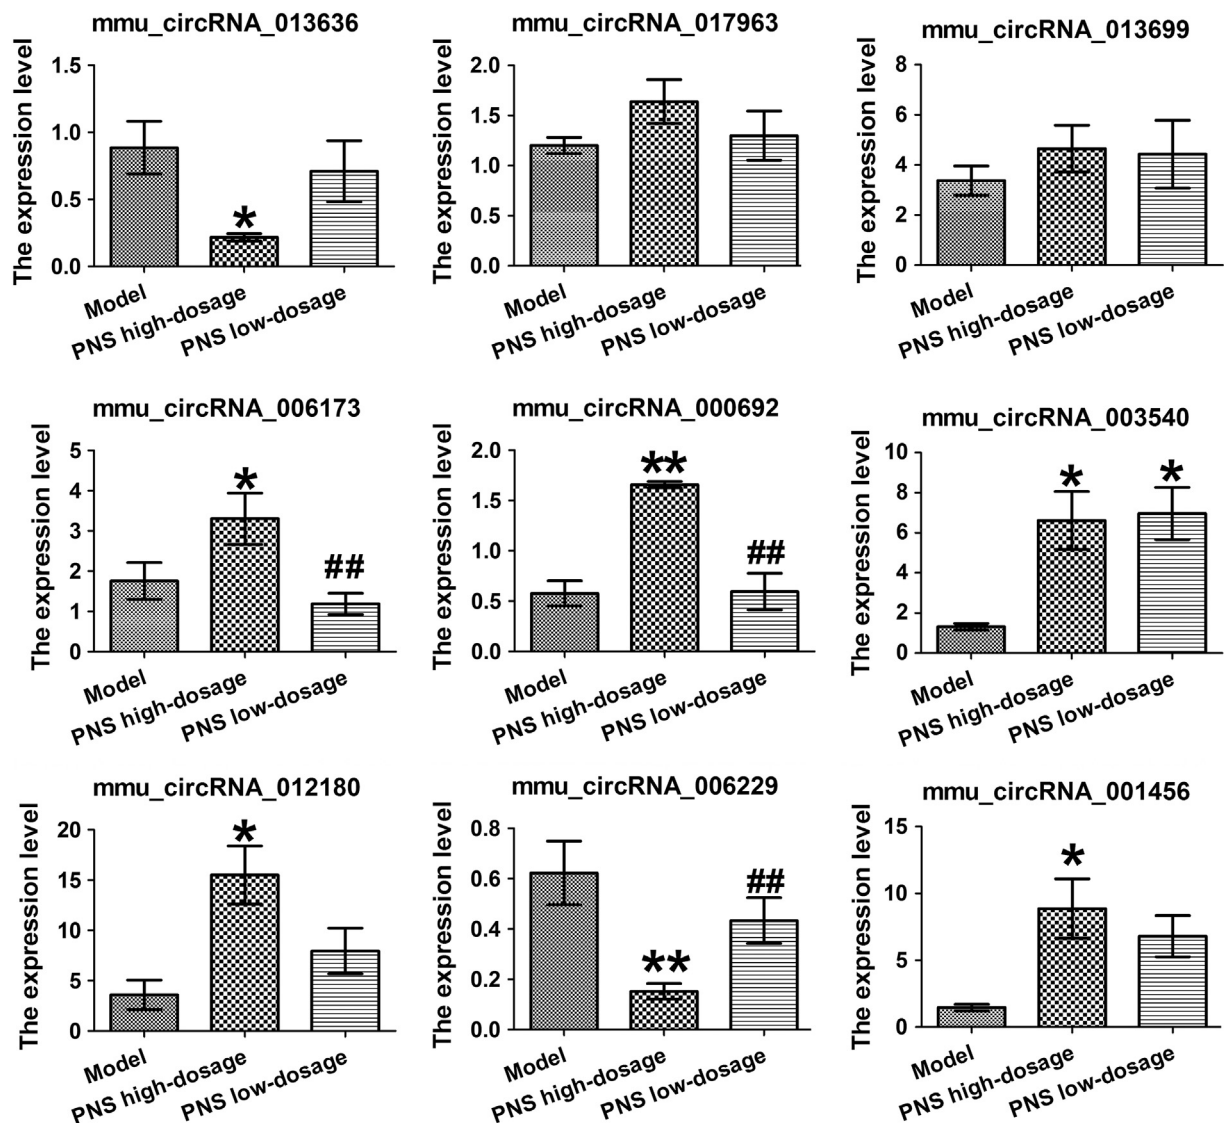 mmu_circRNA_013636
The expression level
1.5
1.0
0.5
0.0
Model
PNS high-dosage
PNS low-dosage
*
mmu_circRNA_017963
The expression level
2.0
1.5
1.0
0.5
0.0
Model
PNS high-dosage
PNS low-dosage
mmu_circRNA_013699
The expression level
8
6
4
2
0
Model
PNS high-dosage
PNS low-dosage
mmu_circRNA_006173
The expression level
5
4
3
2
1
0
*
##
Model
PNS high-dosage
PNS low-dosage
mmu_circRNA_000692
The expression level
2.0
1.5
1.0
0.5
0.0
**
##
Model
PNS high-dosage
PNS low-dosage
mmu_circRNA_003540
The expression level
10
8
6
4
2
0
*
*
Model
PNS high-dosage
PNS low-dosage
mmu_circRNA_012180
The expression level
20
15
10
5
0
*
Model
PNS high-dosage
PNS low-dosage
mmu_circRNA_006229
The expression level
0.8
0.6
0.4
0.2
0.0
**
##
Model
PNS high-dosage
PNS low-dosage
mmu_circRNA_001456
The expression level
15
10
5
0
*
Model
PNS high-dosage
PNS low-dosage